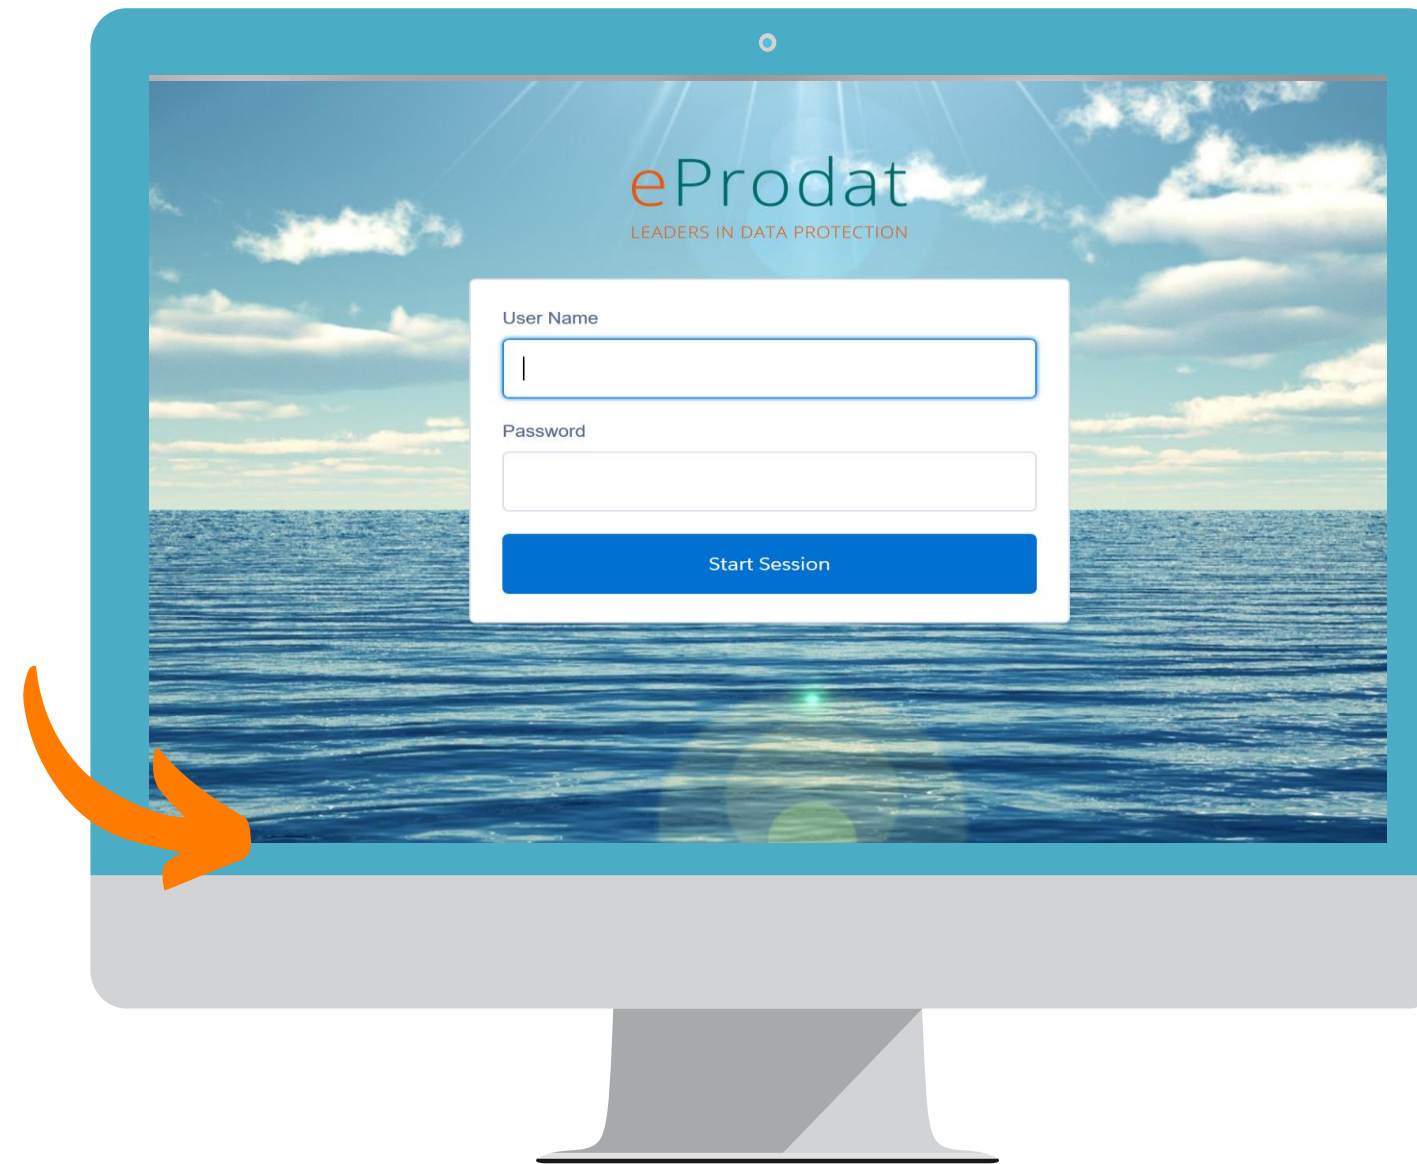 eProdat
LEADERS IN DATA PROTECTION
User Name
Password
Start Session